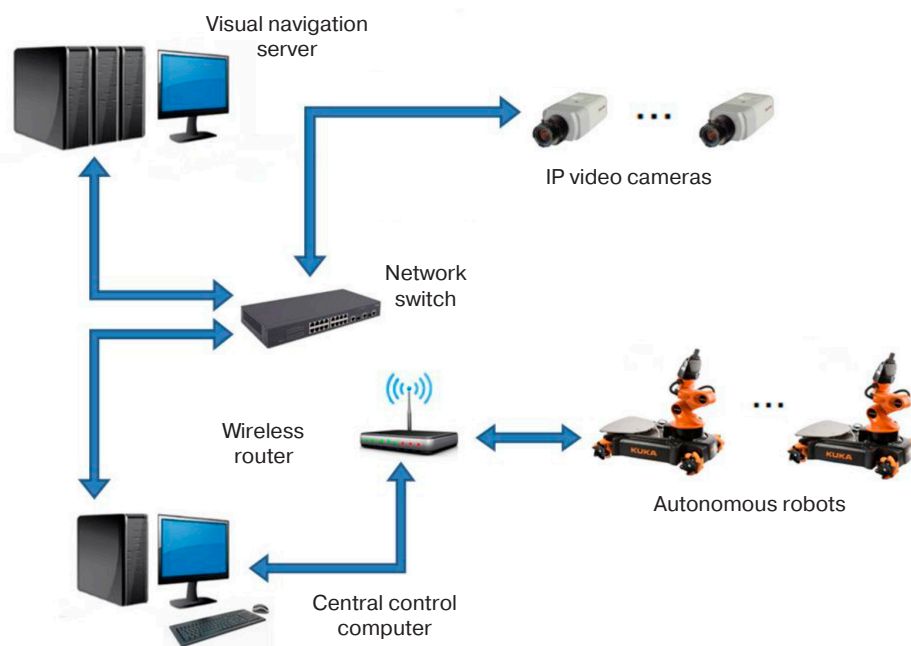 Visual navigation
server
IP video cameras
Network
switch
Wireless
router
KUKA
KUKA
Autonomous robots
Central control
computer